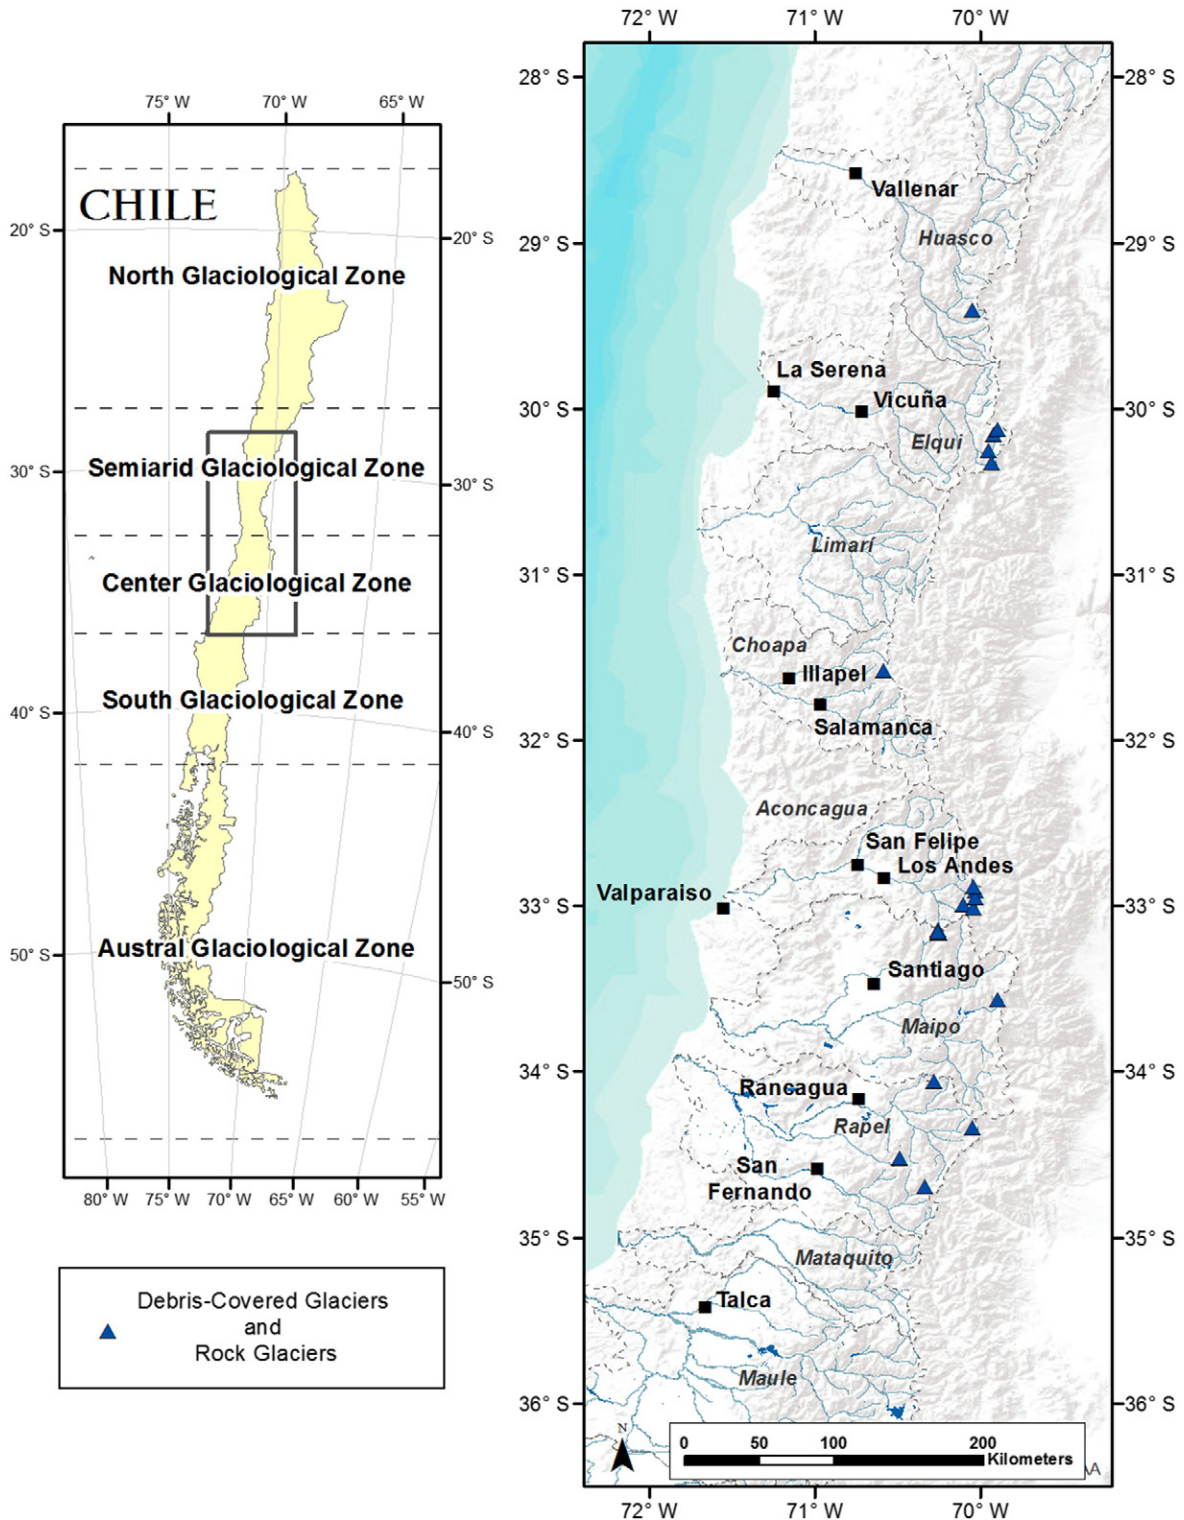 75° W
70° W
65° W
CHILE
20° S
20° S
North Glaciological Zone
30° S
30° S
Semiarid Glaciological Zone
Center Glaciological Zone
South Glaciological Zone
40° S
40° S
Austral Glaciological Zone
50° S
50° S
80° W
75° W
70° W
65° W
60° W
55° W
Debris-Covered Glaciers
and
Rock Glaciers
72° W
71° W
70° W
28° S
28° S
Vallenar
Huasco
29° S
29° S
La Serena
Vicuña
30° S
30° S
Elqui
Limarí
31° S
31° S
Choapa
Illapel
Salamanca
32° S
32° S
Aconcagua
San Felipe
Los Andes
Valparaiso
33° S
33° S
Santiago
Maipo
34° S
34° S
Rancagua
Rapel
San
Fernando
35° S
35° S
Mataquito
Talca
Maule
36° S
36° S
N
0
50
100
200
Kilometers
AA
72° W
71° W
70° W